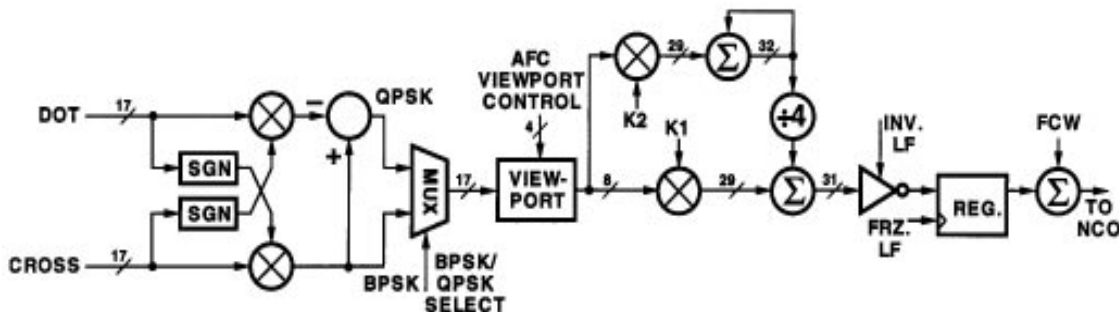 DOT
17
SGN
SGN
CROSS
17
−
+
QPSK
BPSK
MUX
BPSK/
QPSK
SELECT
17
AFC
VIEWPORT
CONTROL
4
VIEW-
PORT
8
K2
29
Σ
32
÷4
K1
29
Σ
31
INV.
LF
FRZ.
LF
REG.
FCW
Σ
TO
NCO